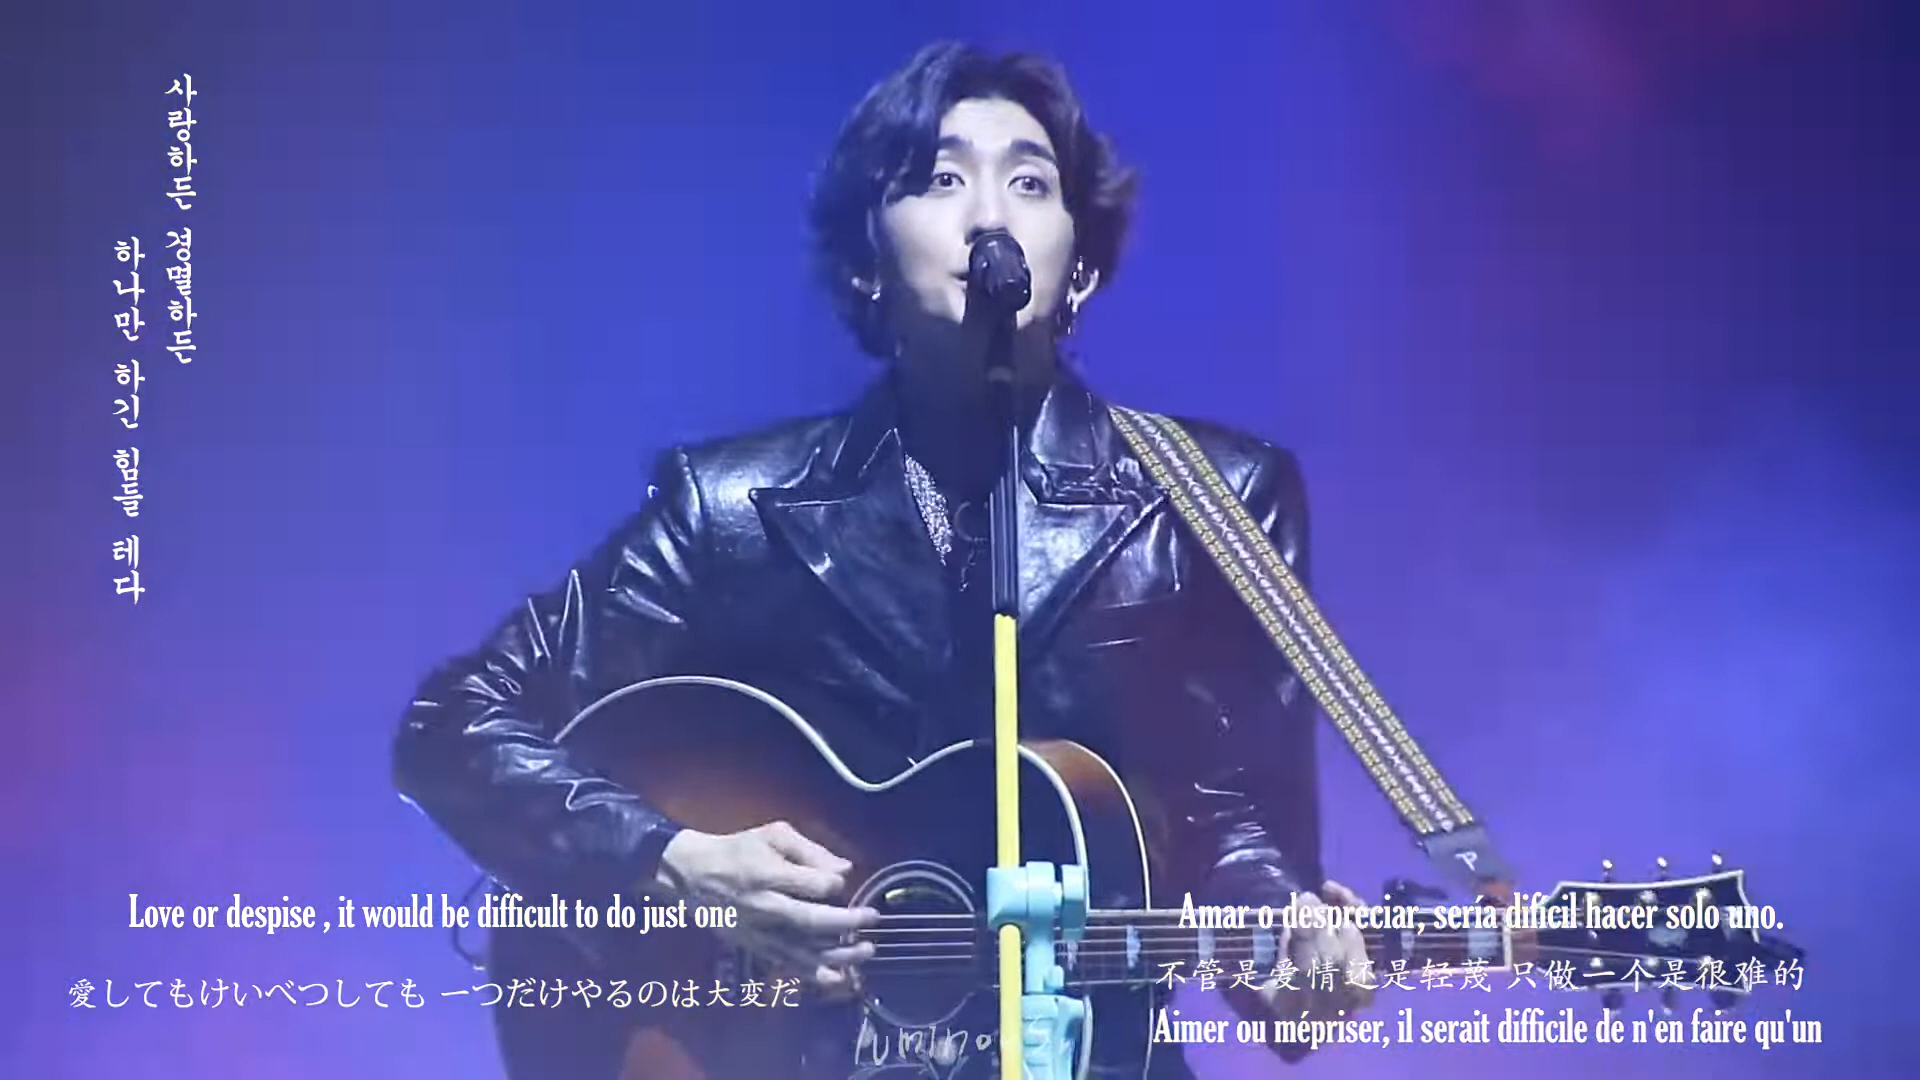 사랑하든 경멸하든
하나만 하긴 힘들 테다
Love or despise , it would be difficult to do just one
愛してもけいべつしても 一つだけやるのは大変だ
Amar o despreciar, sería difícil hacer solo uno.
不管是爱情还是轻蔑 只做一个是很难的
Aimer ou mépriser, il serait difficile de n'en faire qu'un
lumino
P